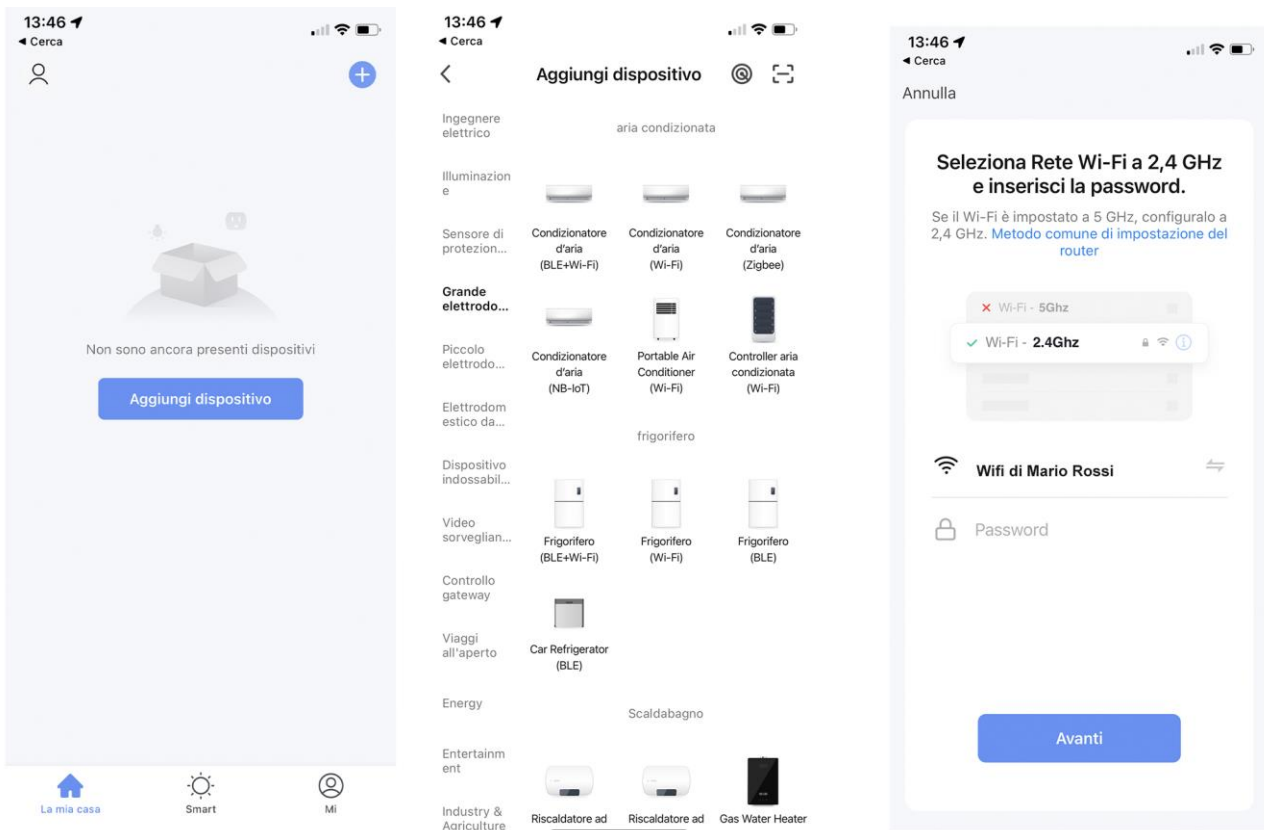 13:46
◀ Cerca
Non sono ancora presenti dispositivi
Aggiungi dispositivo
La mia casa
Smart
Mi
13:46
◀ Cerca
Aggiungi dispositivo
Ingegnere
elettrico
Illuminazion
e
Sensore di
protezion...
Grande
elettrodo...
Piccolo
elettrodo...
Elettrodom
estico da...
Dispositivo
indossabil...
Video
sorveglian...
Controllo
gateway
Viaggi
all'aperto
Energy
Entertainm
ent
Industry &
Agriculture
aria condizionata
Condizionatore
d'aria
(BLE+Wi-Fi)
Condizionatore
d'aria
(Wi-Fi)
Condizionatore
d'aria
(Zigbee)
Condizionatore
d'aria
(NB-IoT)
Portable Air
Conditioner
(Wi-Fi)
Controller aria
condizionata
(Wi-Fi)
frigorifero
Frigorifero
(BLE+Wi-Fi)
Frigorifero
(Wi-Fi)
Frigorifero
(BLE)
Car Refrigerator
(BLE)
Scaldabagno
Riscaldatore ad
Riscaldatore ad
Gas Water Heater
13:46
◀ Cerca
Annulla
Seleziona Rete Wi-Fi a 2,4 GHz
e inserisci la password.
Se il Wi-Fi è impostato a 5 GHz, configuralo a
2,4 GHz. Metodo comune di impostazione del
router
Wi-Fi - 5Ghz
Wi-Fi - 2.4Ghz
Wifi di Mario Rossi
Password
Avanti